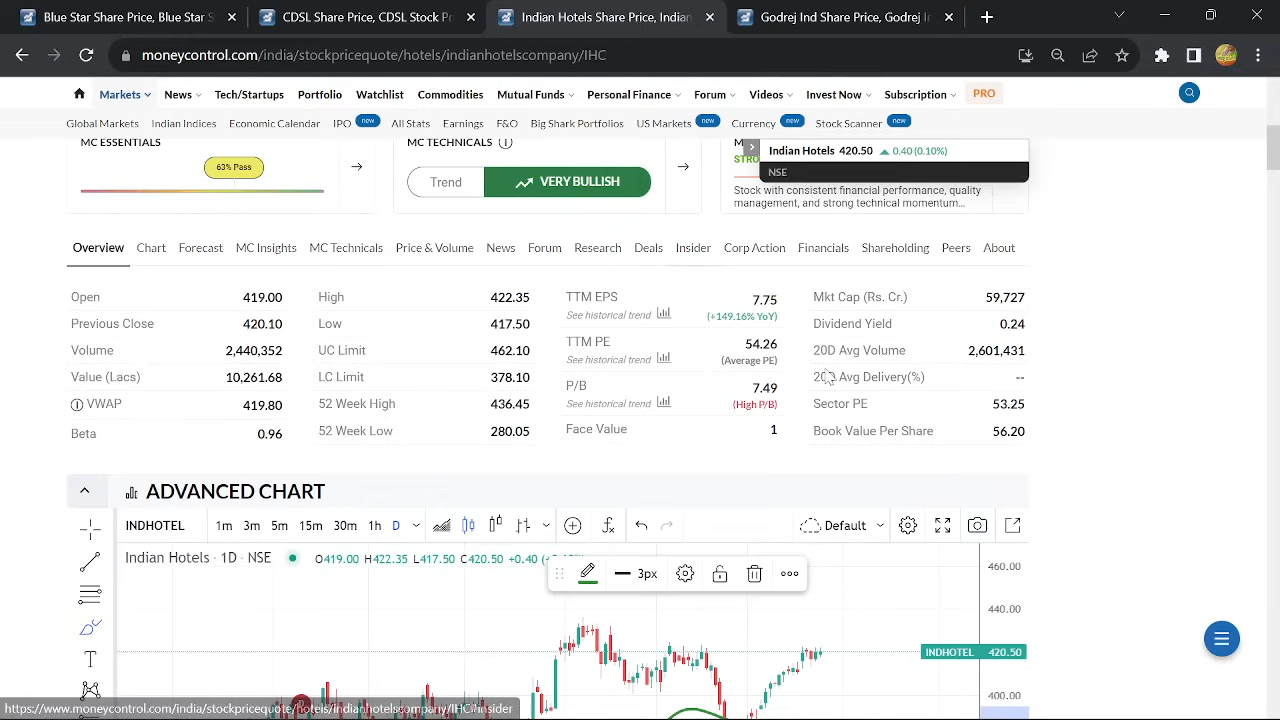 Blue Star Share Price, Blue Star S
CDSL Share Price, CDSL Stock Pr
Indian Hotels Share Price, Indian
Godrej Ind Share Price, Godrej In
moneycontrol.com/india/stockpricequote/hotels/indianhotelscompany/IHC
Markets News Tech/Startups Portfolio Watchlist Commodities Mutual Funds Personal Finance Forum Videos Invest Now Subscription PRO
Global Markets Indian Indices Economic Calendar IPO new All Stats Earnings F&O Big Shark Portfolios US Markets new Currency new Stock Scanner new
MC ESSENTIALS
63% Pass
MC TECHNICALS
Trend VERY BULLISH
Indian Hotels 420.50 0.40 (0.10%)
NSE
Stock with consistent financial performance, quality
management, and strong technical momentum...
Overview Chart Forecast MC Insights MC Technicals Price & Volume News Forum Research Deals Insider Corp Action Financials Shareholding Peers About
Open 419.00
Previous Close 420.10
Volume 2,440,352
Value (Lacs) 10,261.68
VWAP 419.80
Beta 0.96
High 422.35
Low 417.50
UC Limit 462.10
LC Limit 378.10
52 Week High 436.45
52 Week Low 280.05
TTM EPS 7.75
See historical trend (+149.16% YoY)
TTM PE 54.26
See historical trend (Average PE)
P/B 7.49
See historical trend (High P/B)
Face Value 1
Mkt Cap (Rs. Cr.) 59,727
Dividend Yield 0.24
20D Avg Volume 2,601,431
20D Avg Delivery(%) --
Sector PE 53.25
Book Value Per Share 56.20
ADVANCED CHART
INDHOTEL 1m 3m 5m 15m 30m 1h D Default
Indian Hotels · 1D · NSE O419.00 H422.35 L417.50 C420.50 +0.40
3px
460.00
440.00
INDHOTEL 420.50
400.00
T
https://www.moneycontrol.com/india/stockpricequote/hotels/indianhotelscompany/IHC#insider